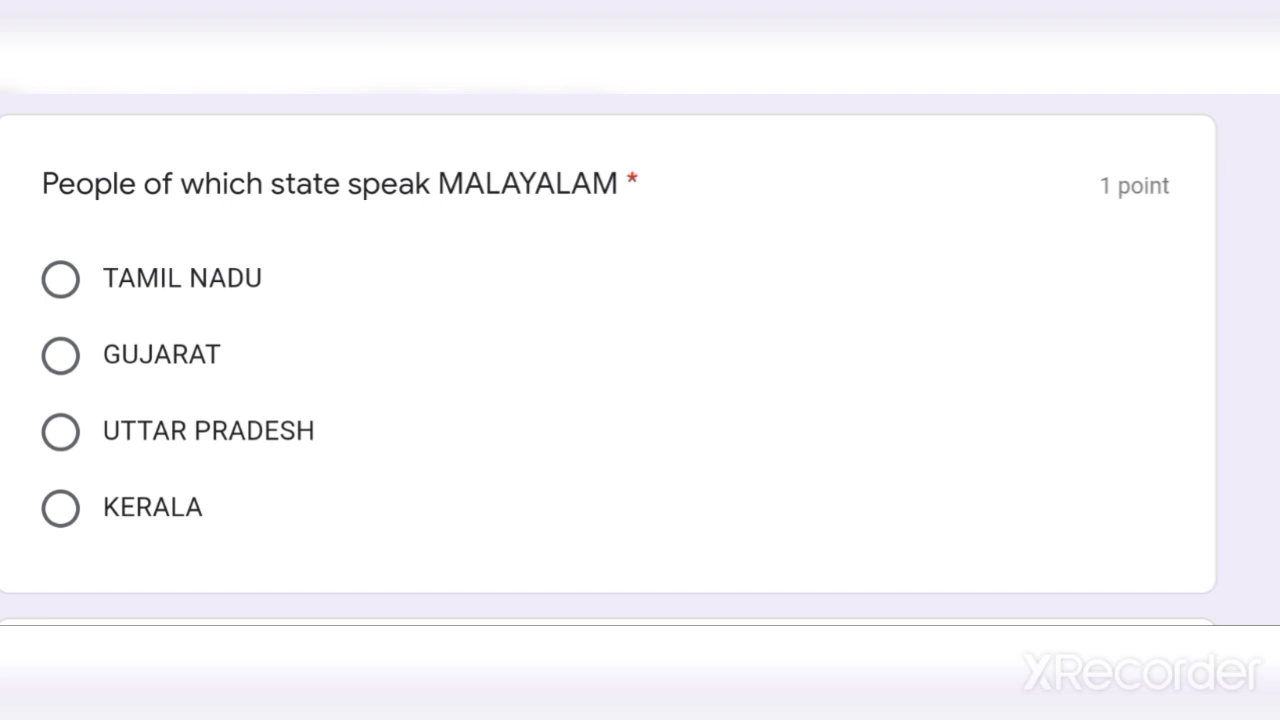 People of which state speak MALAYALAM *
1 point
TAMIL NADU
GUJARAT
UTTAR PRADESH
KERALA
XRecorder